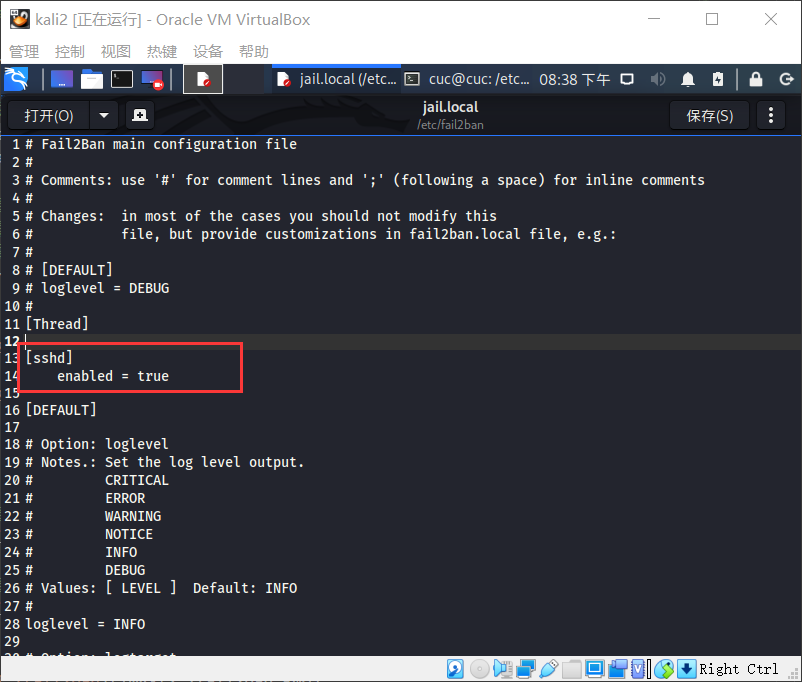 kali2 [正在运行] - Oracle VM VirtualBox
管理 控制 视图 热键 设备 帮助
jail.local (/etc... cuc@cuc: /etc... 08:38 下午
打开(O) jail.local 保存(S)
/etc/fail2ban
1 # Fail2Ban main configuration file
2 #
3 # Comments: use '#' for comment lines and ';' (following a space) for inline comments
4 #
5 # Changes:  in most of the cases you should not modify this
6 #           file, but provide customizations in fail2ban.local file, e.g.:
7 #
8 # [DEFAULT]
9 # loglevel = DEBUG
10 #
11 [Thread]
12
13 [sshd]
14     enabled = true
15
16 [DEFAULT]
17
18 # Option: loglevel
19 # Notes.: Set the log level output.
20 #         CRITICAL
21 #         ERROR
22 #         WARNING
23 #         NOTICE
24 #         INFO
25 #         DEBUG
26 # Values: [ LEVEL ]  Default: INFO
27 #
28 loglevel = INFO
29
Right Ctrl